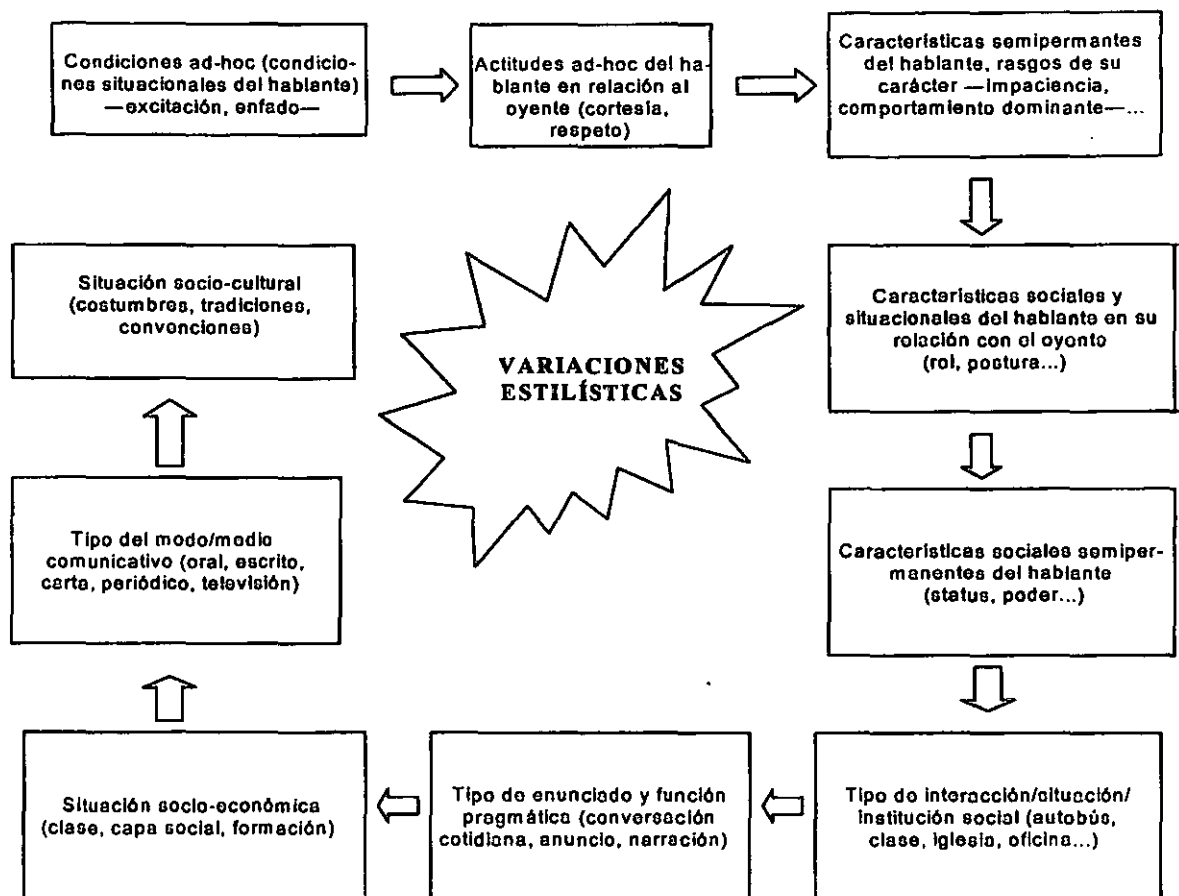 Condiciones ad-hoc (condicio-
nes situacionales del hablante)
—excitación, enfado—
Actitudes ad-hoc del ha-
blante en relación al
oyente (cortesía,
respeto)
Características semipermantes
del hablante, rasgos de su
carácter —impaciencia,
comportamiento dominante—...
Características sociales y
situacionales del hablante en su
relación con el oyente
(rol, postura...)
Características sociales semiper-
manentes del hablante
(status, poder...)
Tipo de interacción/situación/
institución social (autobús,
clase, iglesia, oficina...)
Tipo de enunciado y función
pragmática (conversación
cotidiana, anuncio, narración)
Situación socio-económica
(clase, capa social, formación)
Tipo del modo/medio
comunicativo (oral, escrito,
carta, periódico, televisión)
Situación socio-cultural
(costumbres, tradiciones,
convenciones)
VARIACIONES
ESTILÍSTICAS